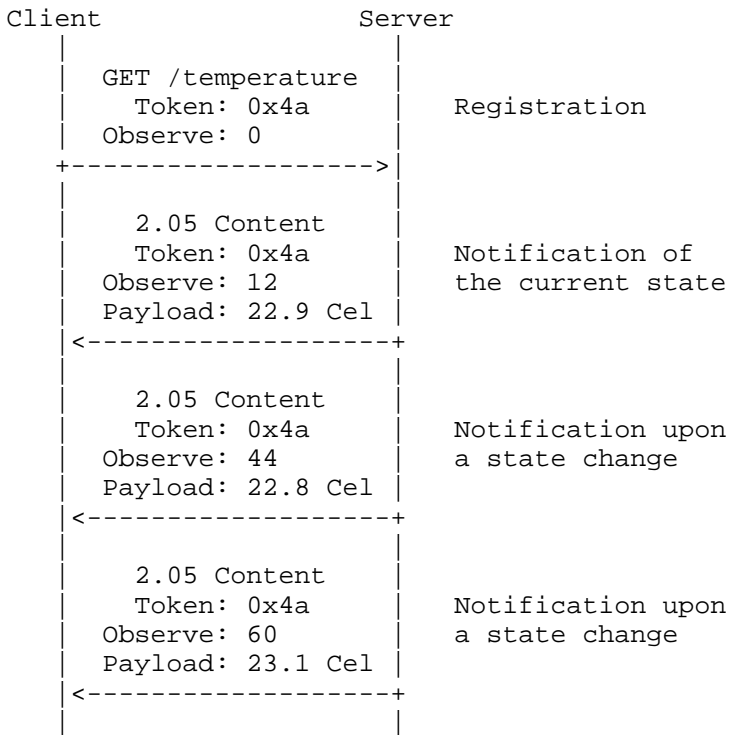 Client Server
GET /temperature
Token: 0x4a Registration
Observe: 0
2.05 Content
Token: 0x4a Notification of
Observe: 12 the current state
Payload: 22.9 Cel
2.05 Content
Token: 0x4a Notification upon
Observe: 44 a state change
Payload: 22.8 Cel
2.05 Content
Token: 0x4a Notification upon
Observe: 60 a state change
Payload: 23.1 Cel